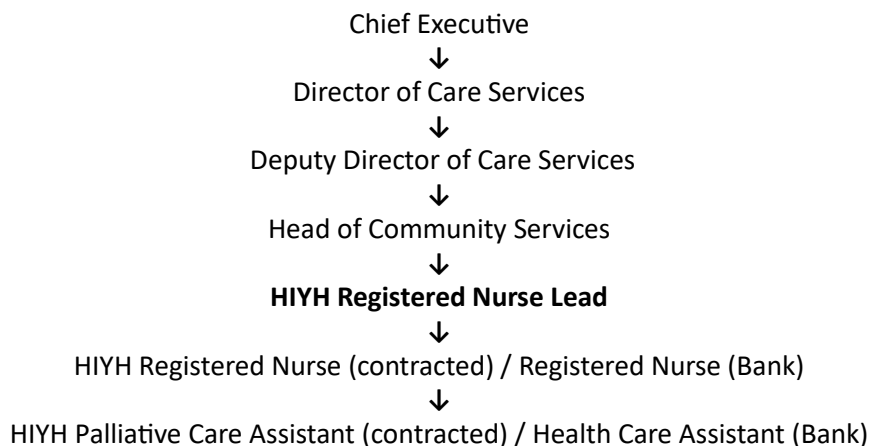 Chief Executive
↓
Director of Care Services
↓
Deputy Director of Care Services
↓
Head of Community Services
↓
HIYH Registered Nurse Lead
↓
HIYH Registered Nurse (contracted) / Registered Nurse (Bank)
↓
HIYH Palliative Care Assistant (contracted) / Health Care Assistant (Bank)